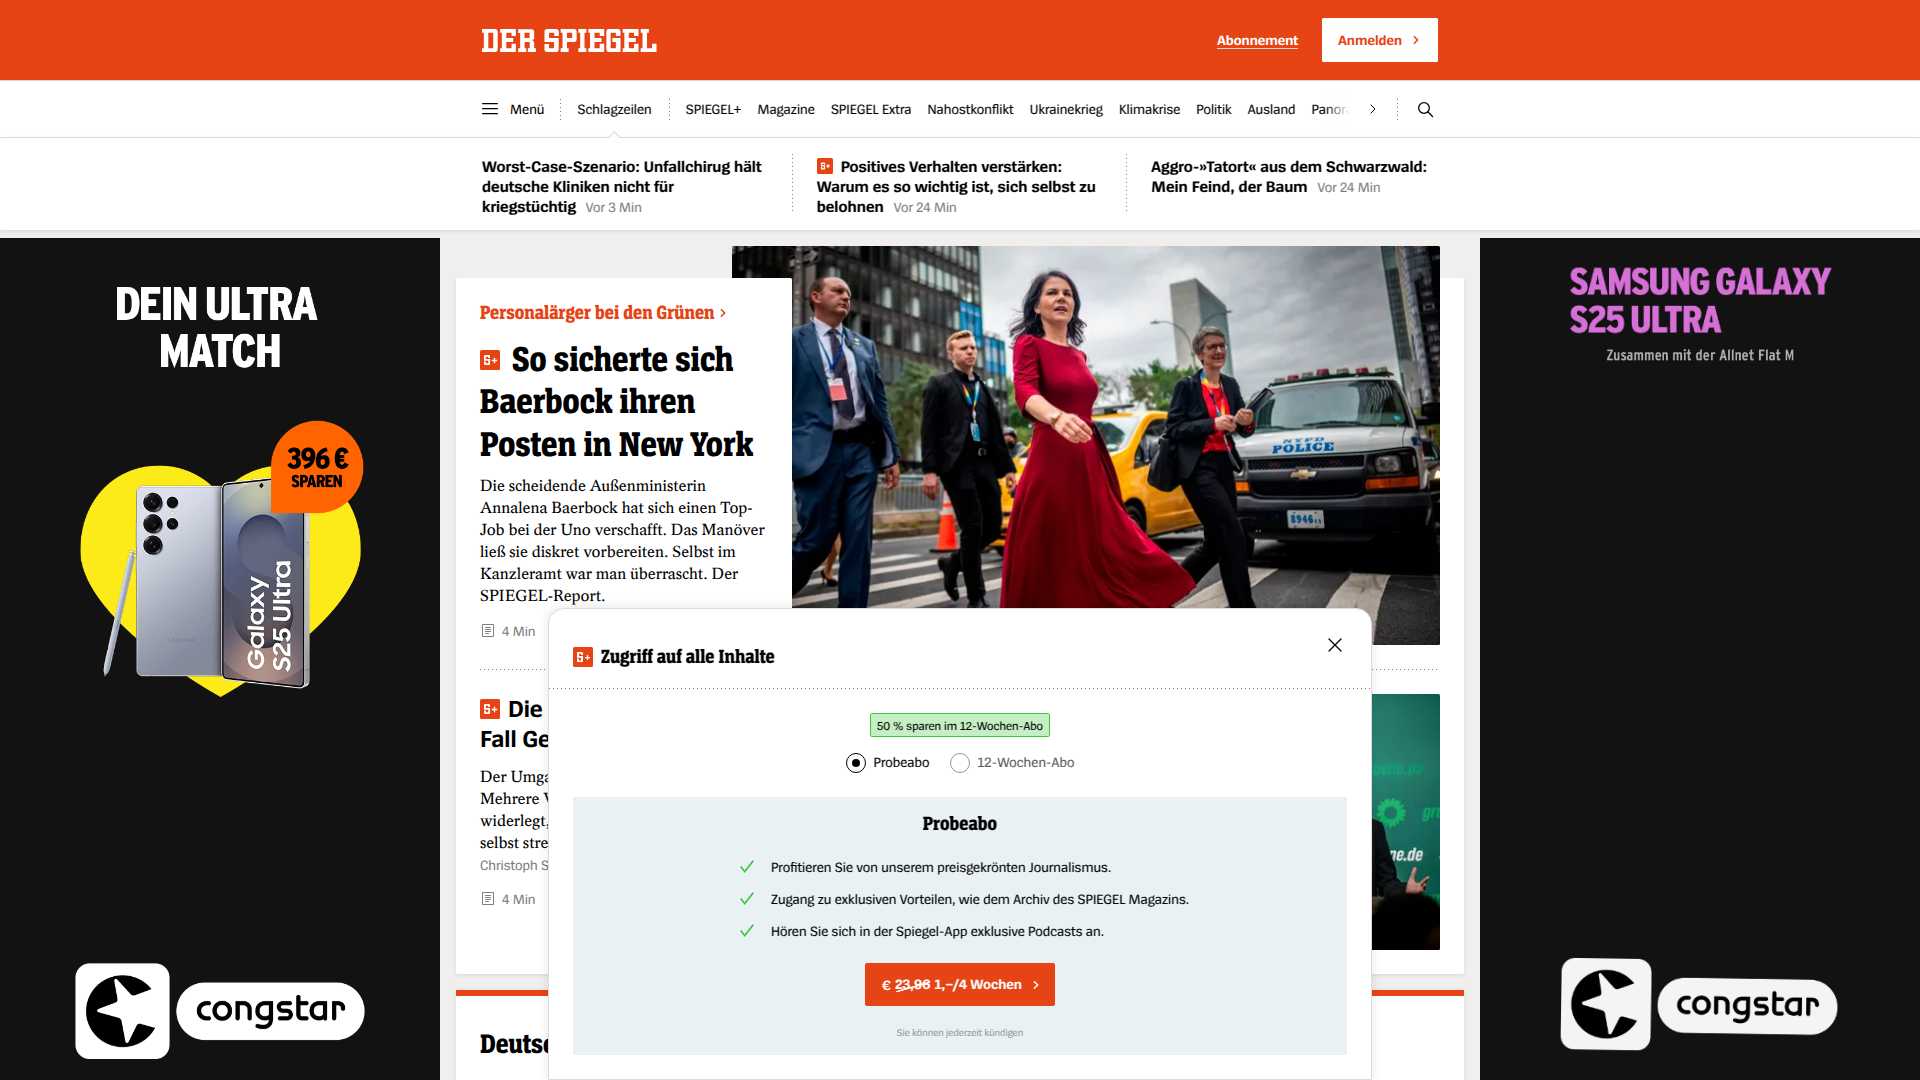 DER SPIEGEL
Abonnement
Anmelden
Menü
Schlagzeilen
SPIEGEL+
Magazine
SPIEGEL Extra
Nahostkonflikt
Ukrainekrieg
Klimakrise
Politik
Ausland
Panor
Worst-Case-Szenario: Unfallchirug hält
deutsche Kliniken nicht für
kriegstüchtig Vor 3 Min
Positives Verhalten verstärken:
Warum es so wichtig ist, sich selbst zu
belohnen Vor 24 Min
Aggro-»Tatort« aus dem Schwarzwald:
Mein Feind, der Baum Vor 24 Min
DEIN ULTRA
MATCH
396 €
SPAREN
Galaxy
S25 Ultra
congstar
Personalärger bei den Grünen
So sicherte sich
Baerbock ihren
Posten in New York
Die scheidende Außenministerin
Annalena Baerbock hat sich einen Top-
Job bei der Uno verschafft. Das Manöver
ließ sie diskret vorbereiten. Selbst im
Kanzleramt war man überrascht. Der
SPIEGEL-Report.
4 Min
NYPD
POLICE
Die
Fall Ge
Der Umga
Mehrere V
widerlegt,
selbst stre
Christoph S
4 Min
ne.de
Deutsc
Zugriff auf alle Inhalte
50 % sparen im 12-Wochen-Abo
Probeabo
12-Wochen-Abo
Probeabo
Profitieren Sie von unserem preisgekrönten Journalismus.
Zugang zu exklusiven Vorteilen, wie dem Archiv des SPIEGEL Magazins.
Hören Sie sich in der Spiegel-App exklusive Podcasts an.
€ 23,96 1,–/4 Wochen
Sie können jederzeit kündigen
SAMSUNG GALAXY
S25 ULTRA
Zusammen mit der Allnet Flat M
congstar